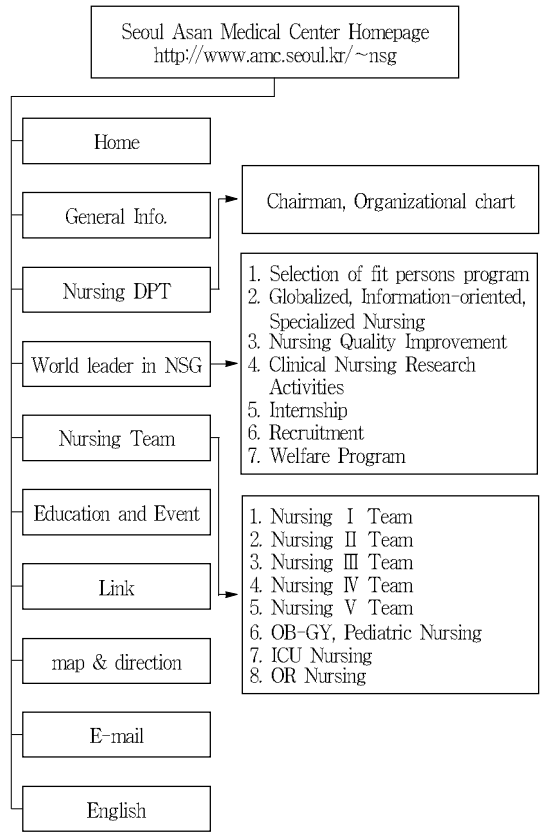 Seoul Asan Medical Center Homepage
http://www.amc.seoul.kr/~nsg
Home
General Info.
Chairman, Organizational chart
Nursing DPT
World leader in NSG
1. Selection of fit persons program
2. Globalized, Information-oriented,
Specialized Nursing
3. Nursing Quality Improvement
4. Clinical Nursing Research
Activities
5. Internship
6. Recruitment
7. Welfare Program
Nursing Team
1. Nursing Ⅰ Team
2. Nursing Ⅱ Team
3. Nursing Ⅲ Team
4. Nursing Ⅳ Team
5. Nursing Ⅴ Team
6. OB-GY, Pediatric Nursing
7. ICU Nursing
8. OR Nursing
Education and Event
Link
map & direction
E-mail
English